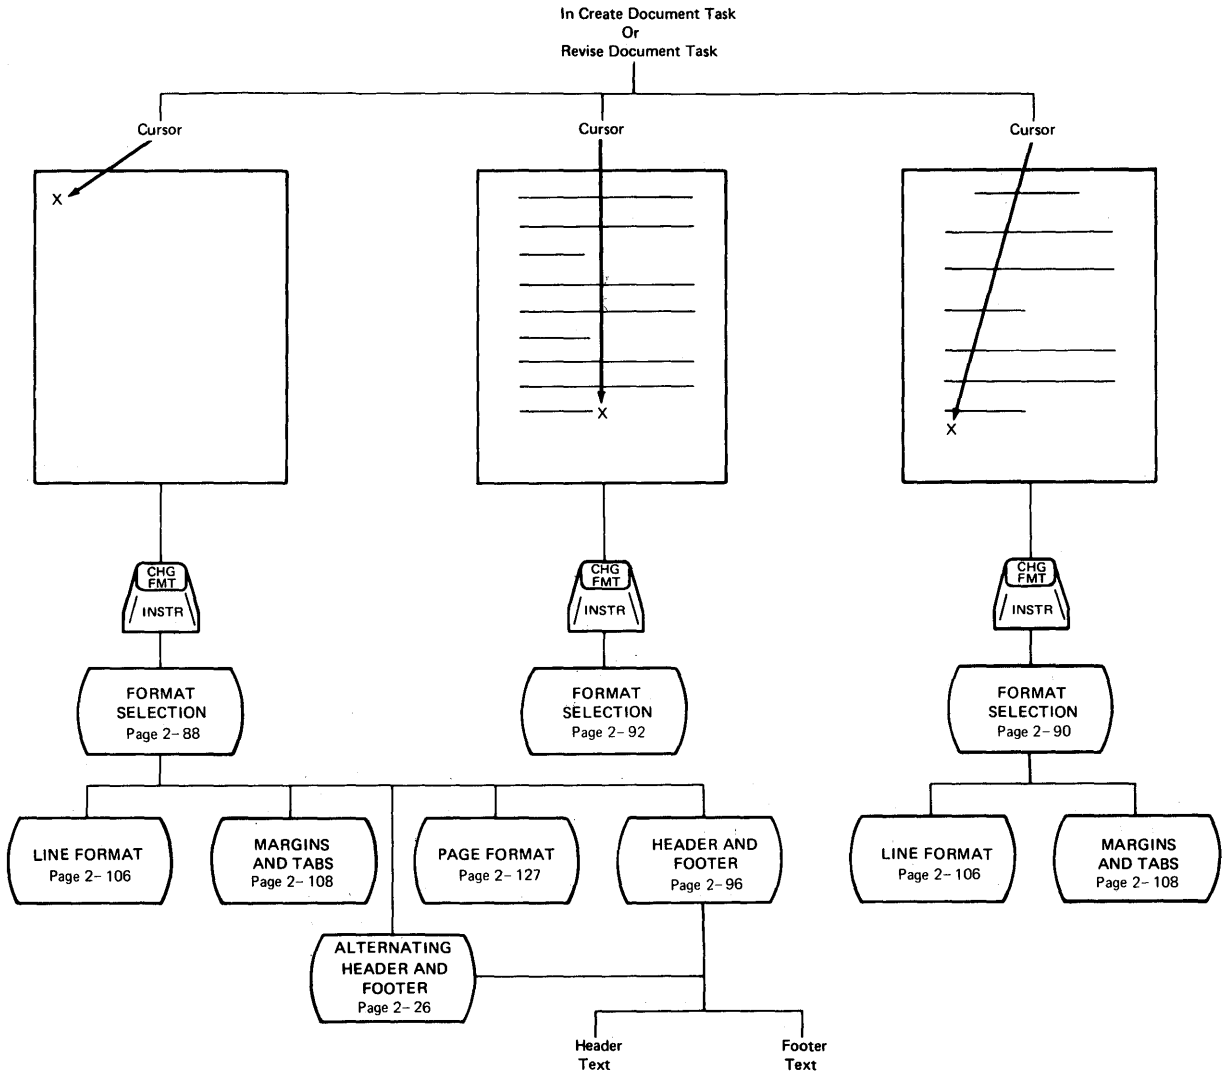 In Create Document Task
Or
Revise Document Task
Cursor
Cursor
Cursor
X
X
X
CHG
FMT
INSTR
CHG
FMT
INSTR
CHG
FMT
INSTR
FORMAT
SELECTION
Page 2-88
FORMAT
SELECTION
Page 2-92
FORMAT
SELECTION
Page 2-90
LINE FORMAT
Page 2-106
MARGINS
AND TABS
Page 2-108
PAGE FORMAT
Page 2-127
HEADER AND
FOOTER
Page 2-96
LINE FORMAT
Page 2-106
MARGINS
AND TABS
Page 2-108
ALTERNATING
HEADER AND
FOOTER
Page 2-26
Header
Text
Footer
Text